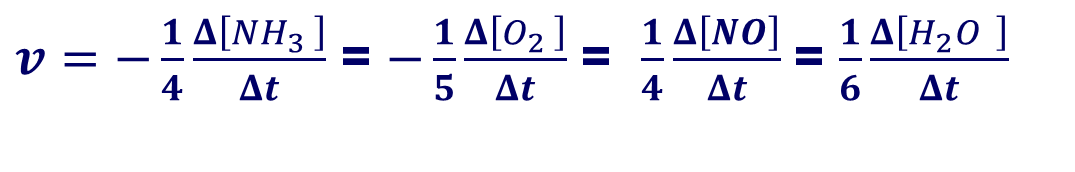 v = − 1/4 Δ[NH₃ ]/Δt = − 1/5 Δ[O₂ ]/Δt = 1/4 Δ[NO]/Δt = 1/6 Δ[H₂O ]/Δt